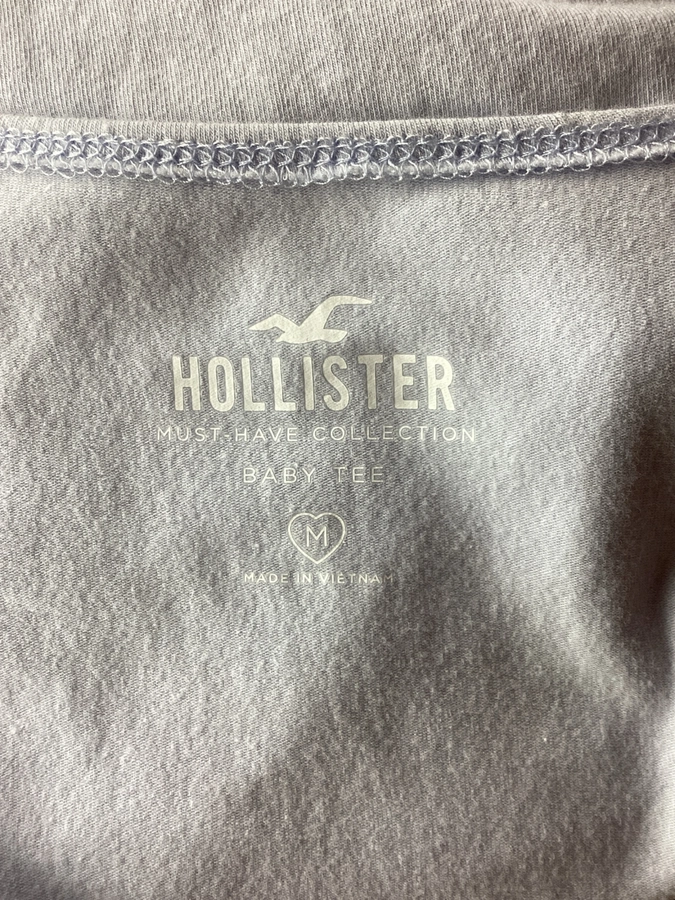 HOLLISTER
MUST-HAVE COLLECTION
BABY TEE
M
MADE IN VIETNAM